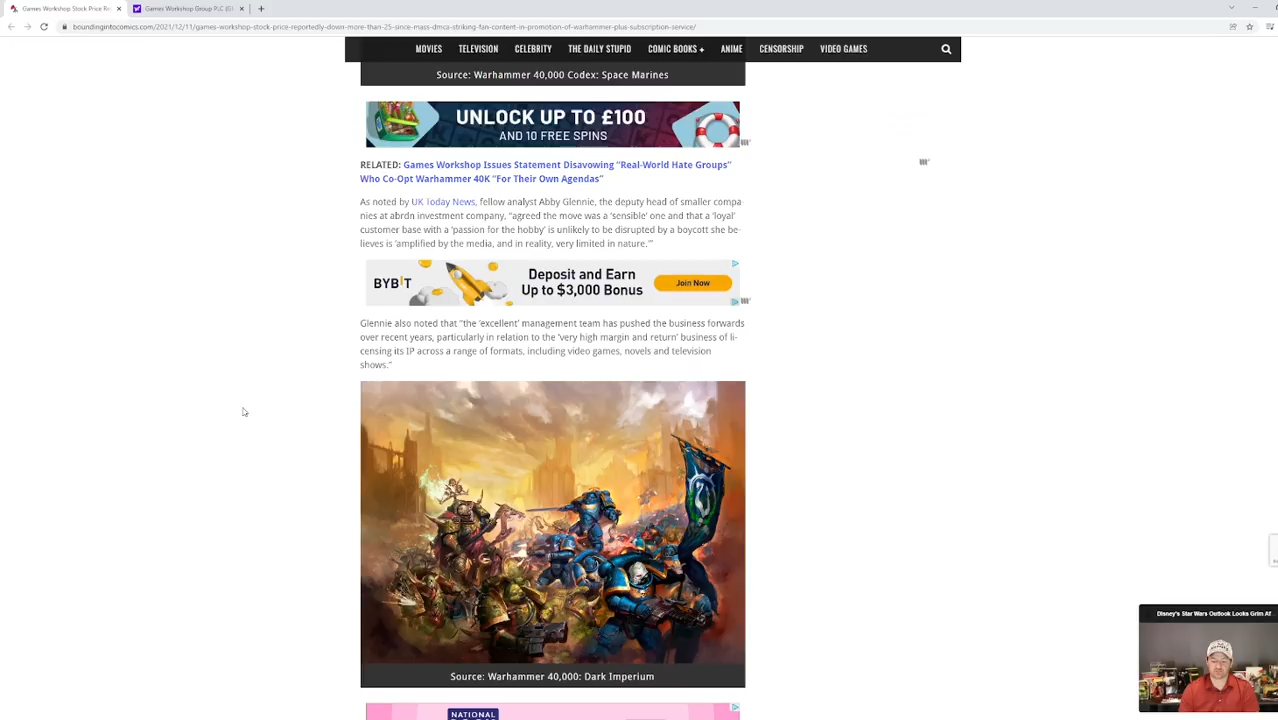 Games Workshop Stock Price Re
Games Workshop Group PLC (G
boundingintocomics.com/2021/12/11/games-workshop-stock-price-reportedly-down-more-than-25-since-mass-dmca-striking-fan-content-in-promotion-of-warhammer-plus-subscription-service/
MOVIES TELEVISION CELEBRITY THE DAILY STUPID COMIC BOOKS + ANIME CENSORSHIP VIDEO GAMES
Source: Warhammer 40,000 Codex: Space Marines
UNLOCK UP TO £100
AND 10 FREE SPINS
RELATED: Games Workshop Issues Statement Disavowing “Real-World Hate Groups”
Who Co-Opt Warhammer 40K “For Their Own Agendas”
As noted by UK Today News, fellow analyst Abby Glennie, the deputy head of smaller compa-
nies at abrdn investment company, “agreed the move was a ‘sensible’ one and that a ‘loyal’
customer base with a ‘passion for the hobby’ is unlikely to be disrupted by a boycott she be-
lieves is ‘amplified by the media, and in reality, very limited in nature.’”
BYBIT
Deposit and Earn
Up to $3,000 Bonus
Join Now
Glennie also noted that “the ‘excellent’ management team has pushed the business forwards
over recent years, particularly in relation to the ‘very high margin and return’ business of li-
censing its IP across a range of formats, including video games, novels and television
shows.”
Source: Warhammer 40,000: Dark Imperium
NATIONAL
Disney's Star Wars Outlook Looks Grim Af